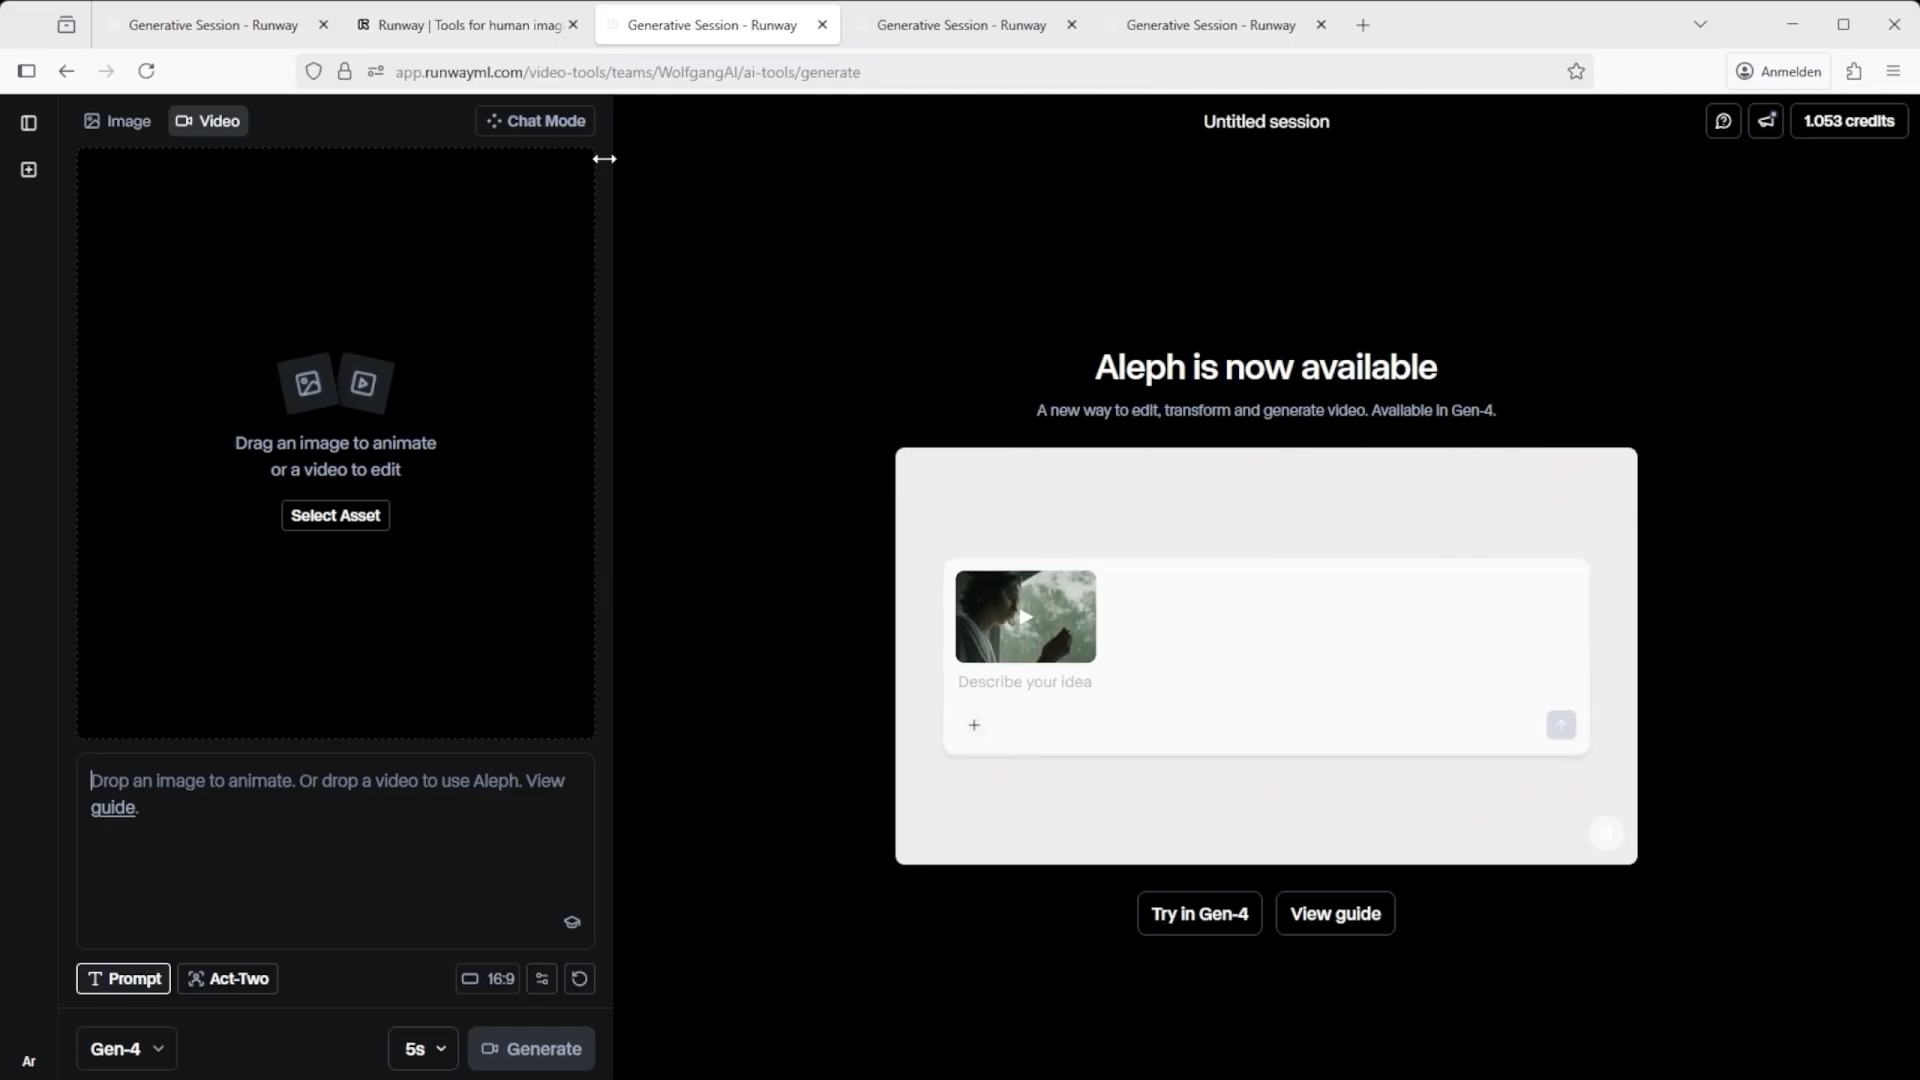 Generative Session - Runway
Runway | Tools for human imag
Generative Session - Runway
Generative Session - Runway
Generative Session - Runway
app.runwayml.com/video-tools/teams/WolfgangAI/ai-tools/generate
Anmelden
Image
Video
Chat Mode
Untitled session
1.053 credits
Drag an image to animate
or a video to edit
Select Asset
Aleph is now available
A new way to edit, transform and generate video. Available in Gen-4.
Describe your idea
Drop an image to animate. Or drop a video to use Aleph. View
guide.
Try in Gen-4
View guide
Prompt
Act-Two
16:9
Gen-4
5s
Generate
Ar